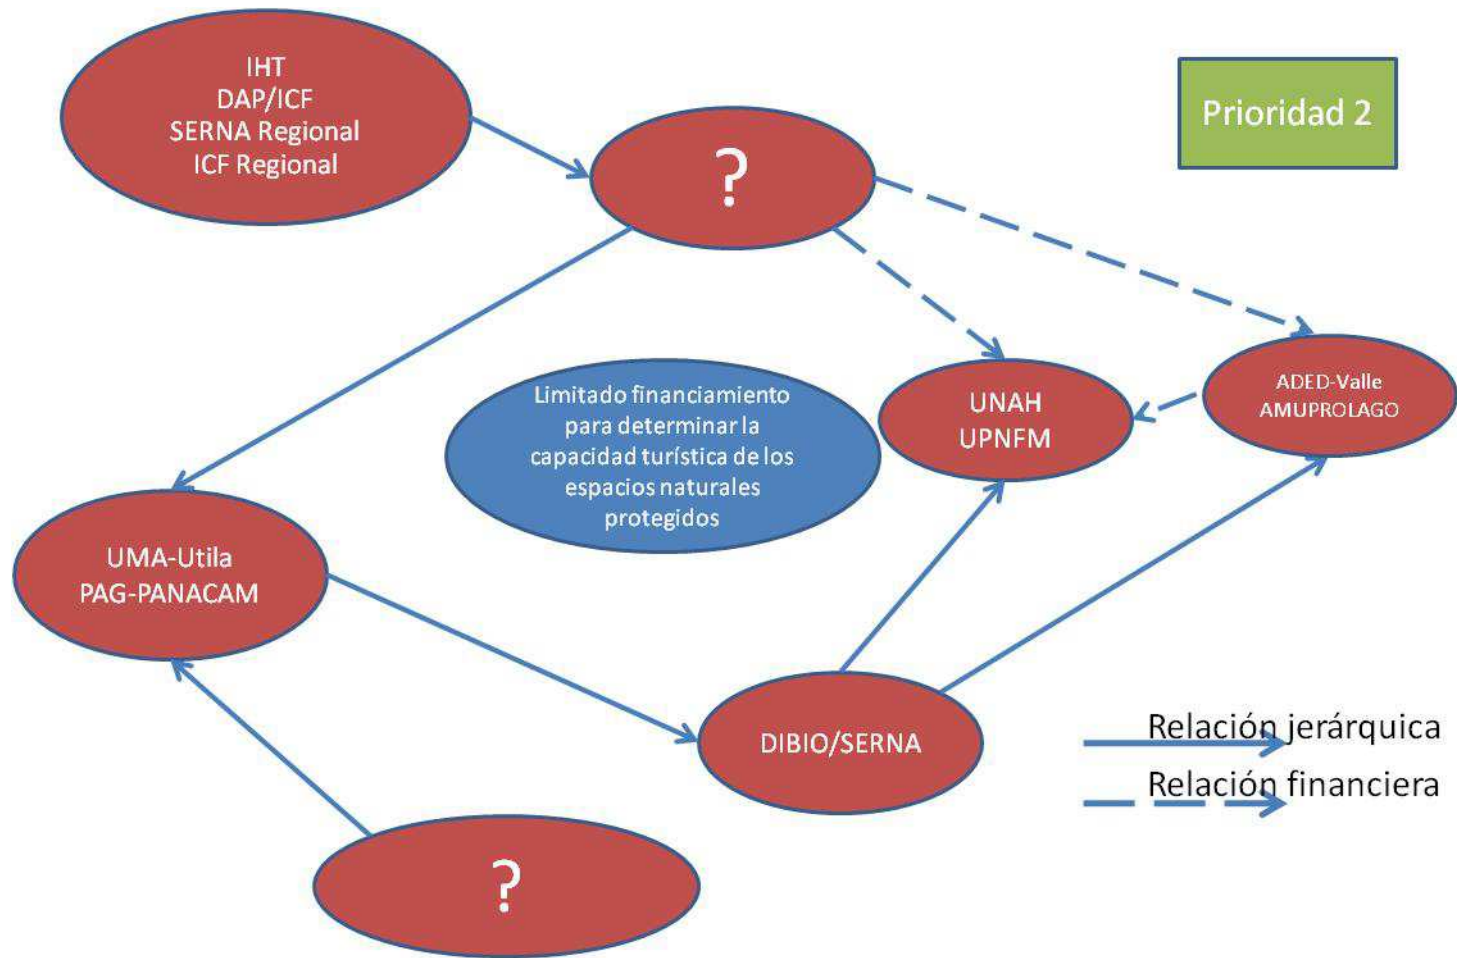 IHT
DAP/ICF
SERNA Regional
ICF Regional
?
Prioridad 2
Limitado financiamiento
para determinar la
capacidad turística de los
espacios naturales
protegidos
UNAH
UPNFM
ADED-Valle
AMUPROLAGO
UMA-Utila
PAG-PANACAM
DIBIO/SERNA
Relación jerárquica
Relación financiera
?